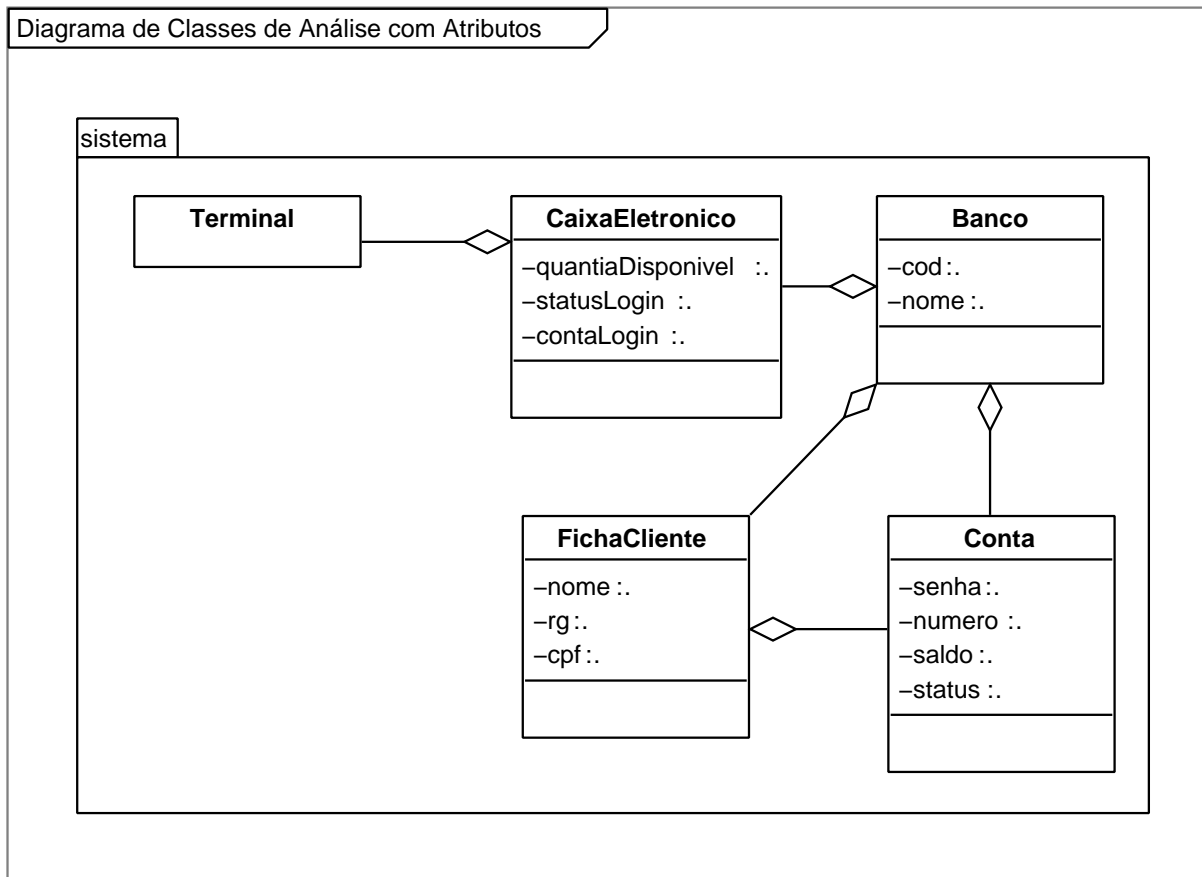 Diagrama de Classes de Análise com Atributos
sistema
Terminal
CaixaEletronico
–quantiaDisponivel :.
–statusLogin :.
–contaLogin :.
Banco
–cod:.
–nome :.
FichaCliente
–nome :.
–rg:.
–cpf :.
Conta
–senha:.
–numero :.
–saldo :.
–status :.